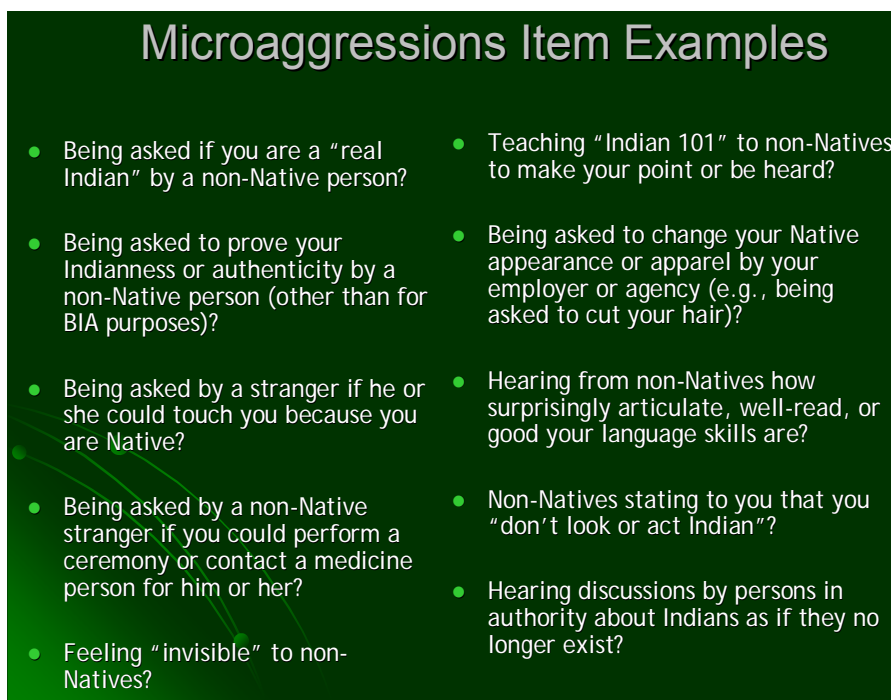 Microaggressions Item Examples
Being asked if you are a “real
Indian” by a non-Native person?
Being asked to prove your
Indianness or authenticity by a
non-Native person (other than for
BIA purposes)?
Being asked by a stranger if he or
she could touch you because you
are Native?
Being asked by a non-Native
stranger if you could perform a
ceremony or contact a medicine
person for him or her?
Feeling “invisible” to non-
Natives?
Teaching “Indian 101” to non-Natives
to make your point or be heard?
Being asked to change your Native
appearance or apparel by your
employer or agency (e.g., being
asked to cut your hair)?
Hearing from non-Natives how
surprisingly articulate, well-read, or
good your language skills are?
Non-Natives stating to you that you
“don’t look or act Indian”?
Hearing discussions by persons in
authority about Indians as if they no
longer exist?